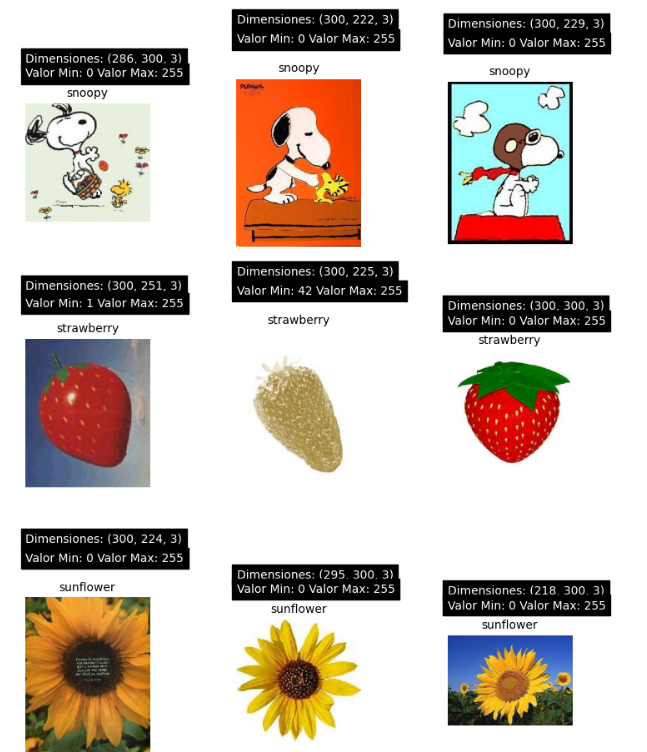 Dimensiones: (286, 300, 3)
Valor Min: 0 Valor Max: 255
snoopy
Dimensiones: (300, 222, 3)
Valor Min: 0 Valor Max: 255
snoopy
PEANUTS
Dimensiones: (300, 229, 3)
Valor Min: 0 Valor Max: 255
snoopy
Dimensiones: (300, 251, 3)
Valor Min: 1 Valor Max: 255
strawberry
Dimensiones: (300, 225, 3)
Valor Min: 42 Valor Max: 255
strawberry
Dimensiones: (300, 300, 3)
Valor Min: 0 Valor Max: 255
strawberry
Dimensiones: (300, 224, 3)
Valor Min: 0 Valor Max: 255
sunflower
Dimensiones: (295, 300, 3)
Valor Min: 0 Valor Max: 255
sunflower
Dimensiones: (218, 300, 3)
Valor Min: 0 Valor Max: 255
sunflower